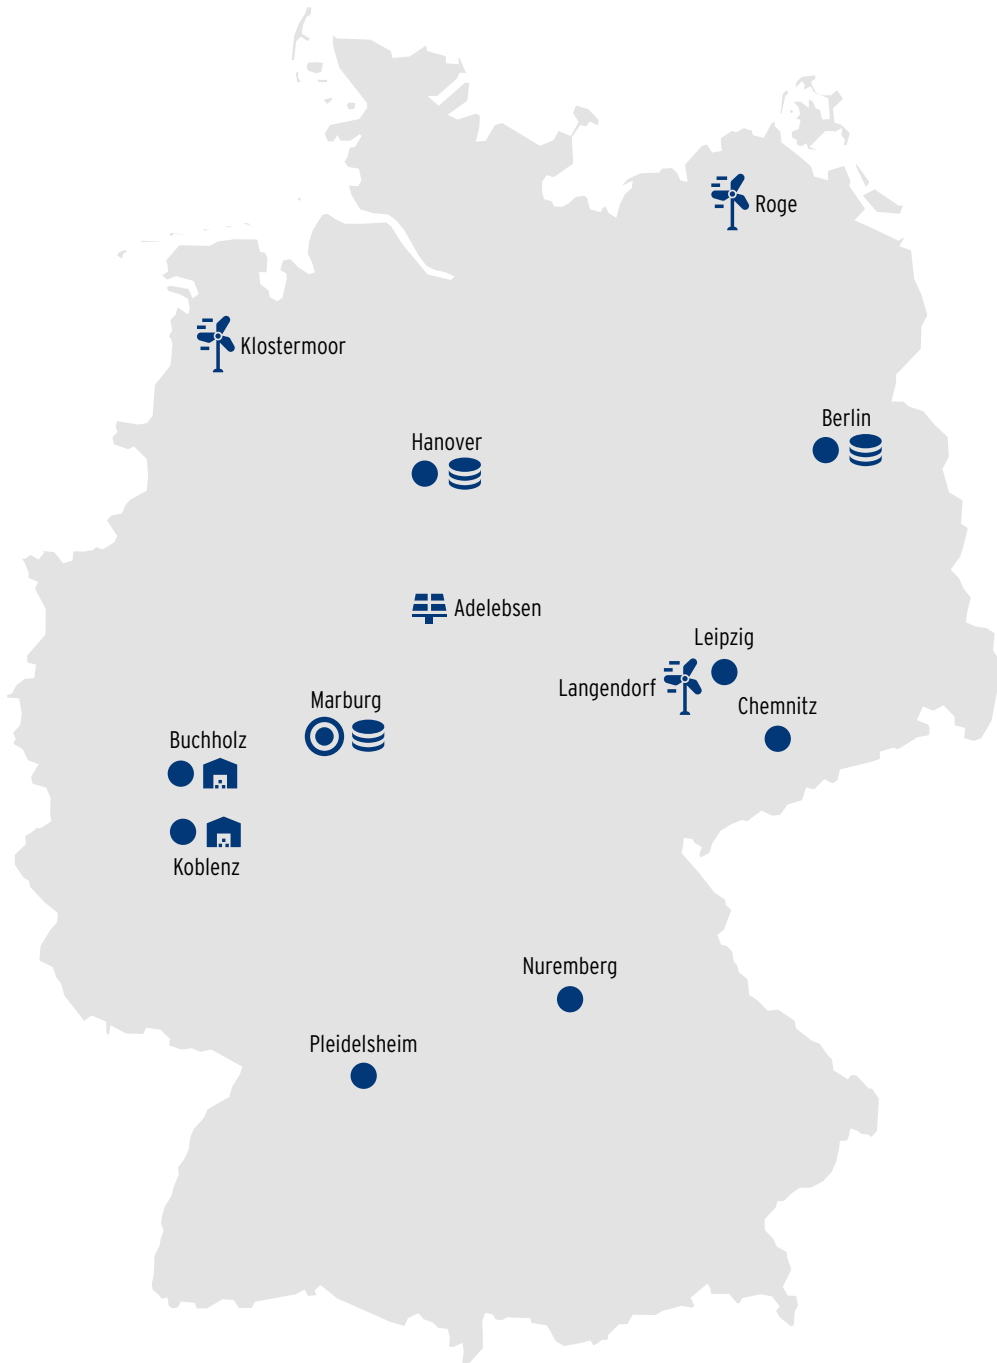 Roge
Klostermoor
Berlin
Hanover
Adelebsen
Leipzig
Langendorf
Marburg
Chemnitz
Buchholz
Koblenz
Nuremberg
Pleidelsheim